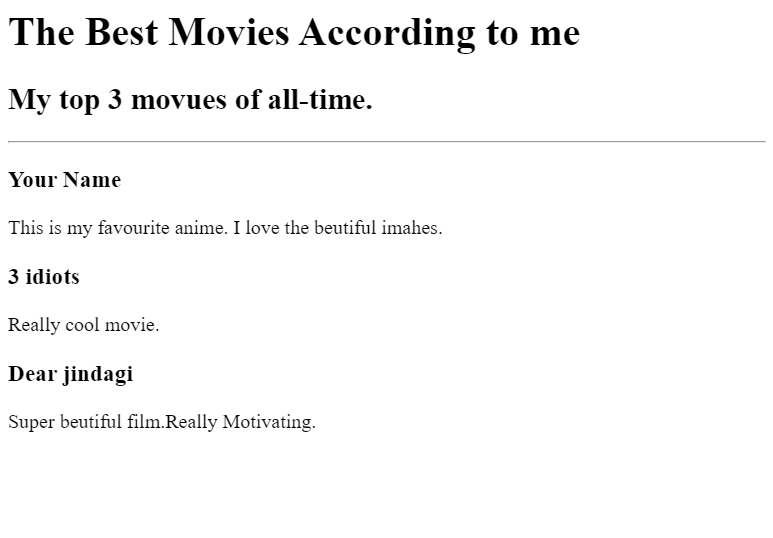 The Best Movies According to me
My top 3 movues of all-time.
Your Name
This is my favourite anime. I love the beutiful imahes.
3 idiots
Really cool movie.
Dear jindagi
Super beutiful film.Really Motivating.